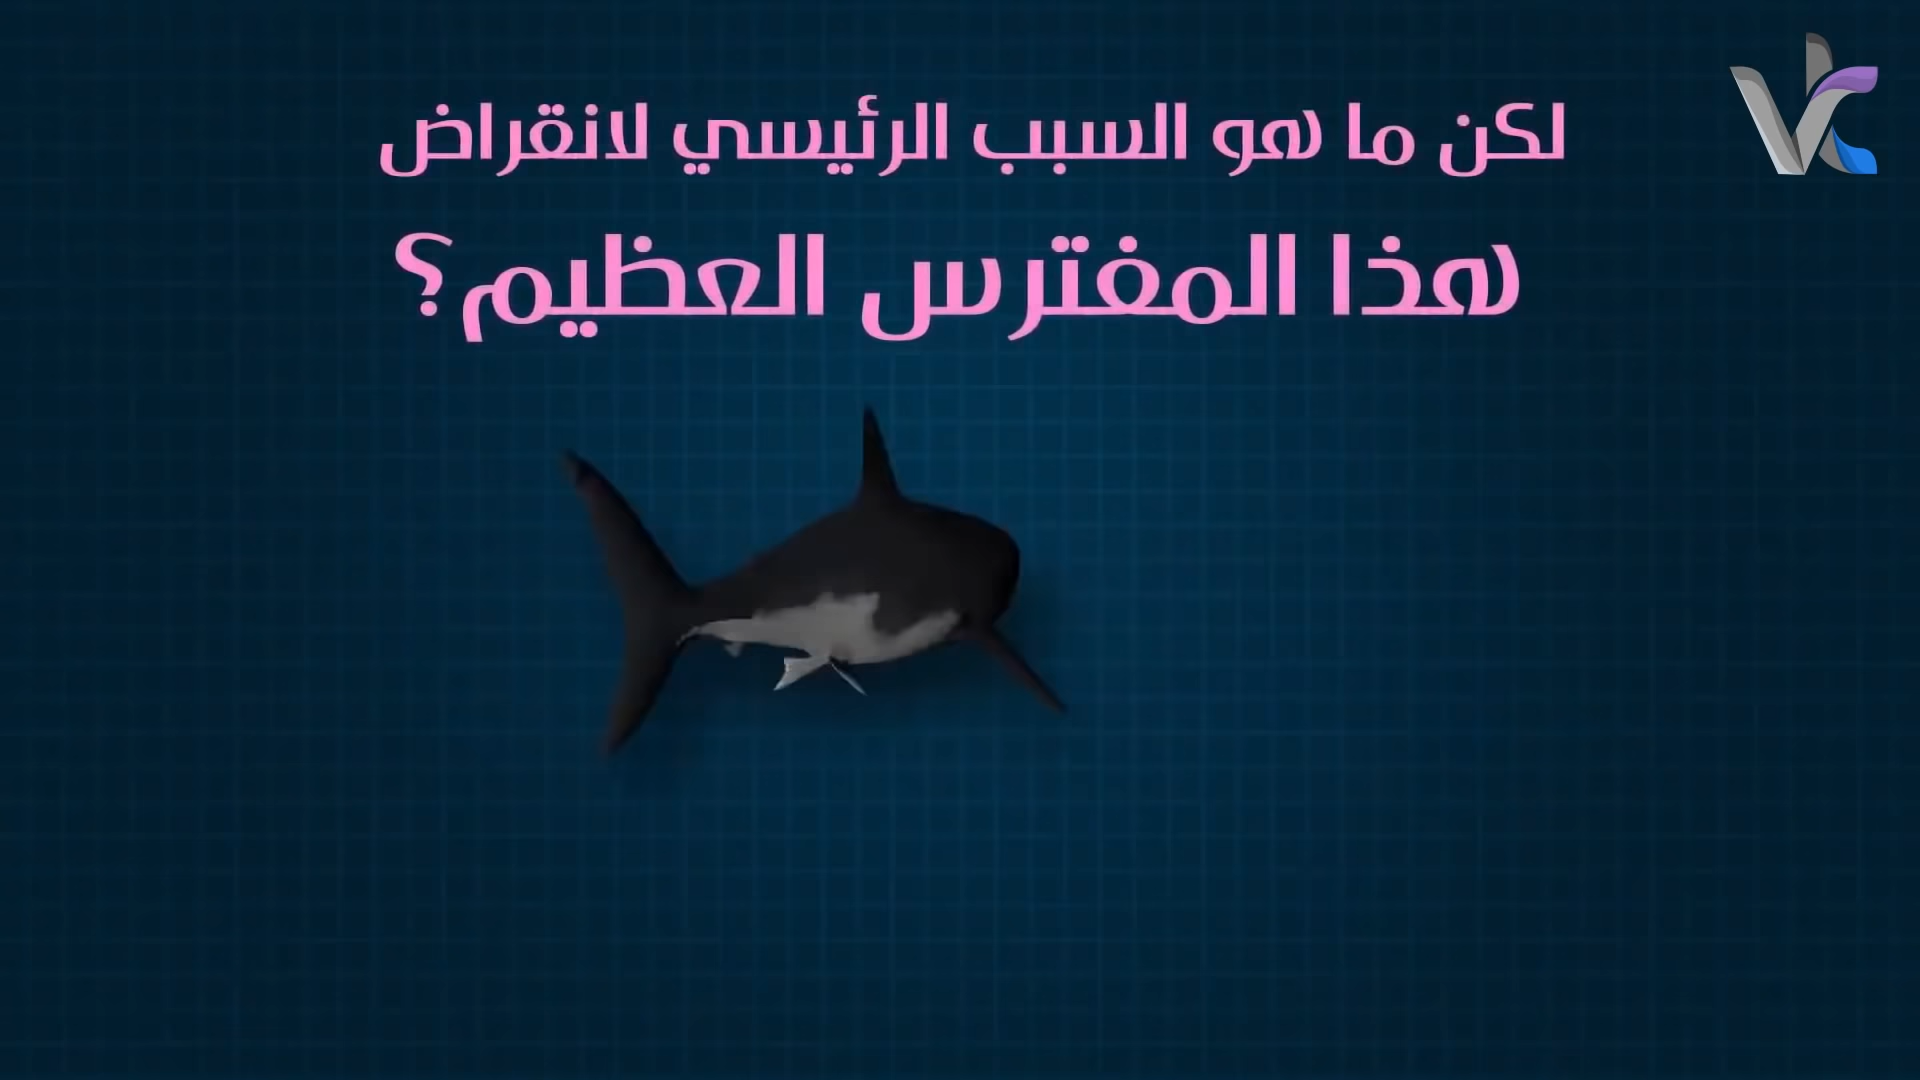 لكن ما هو السبب الرئيسي لانقراض
هذا المفترس العظيم؟